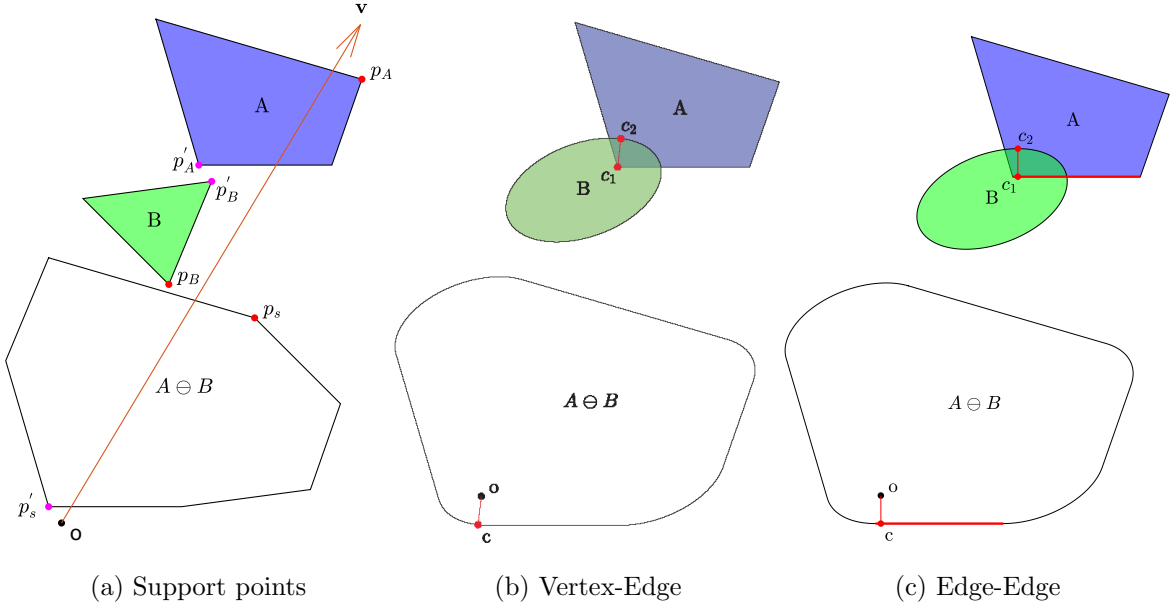 v
p_A
A
p'_A
p'_B
B
p_B
p_s
A ⊖ B
p'_s
o
(a) Support points
A
c_2
c_1
B
A ⊖ B
o
c
(b) Vertex-Edge
A
c_2
c_1
B
A ⊖ B
o
c
(c) Edge-Edge